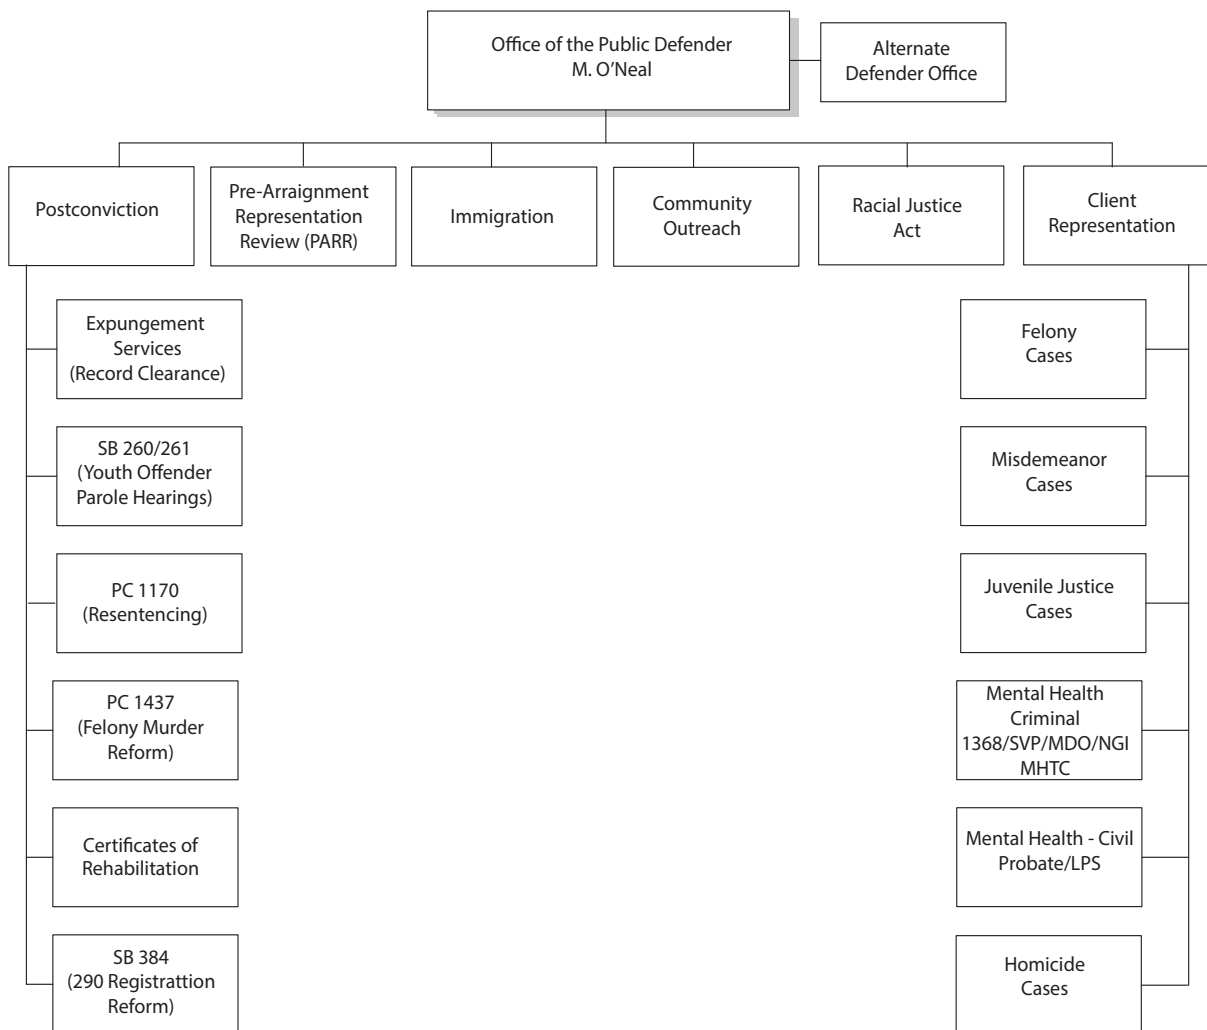 Office of the Public Defender
M. O’Neal
Alternate
Defender Office
Postconviction
Pre-Arraignment
Representation
Review (PARR)
Immigration
Community
Outreach
Racial Justice
Act
Client
Representation
Expungement
Services
(Record Clearance)
SB 260/261
(Youth Offender
Parole Hearings)
PC 1170
(Resentencing)
PC 1437
(Felony Murder
Reform)
Certificates of
Rehabilitation
SB 384
(290 Registrattion
Reform)
Felony
Cases
Misdemeanor
Cases
Juvenile Justice
Cases
Mental Health
Criminal
1368/SVP/MDO/NGI
MHTC
Mental Health - Civil
Probate/LPS
Homicide
Cases